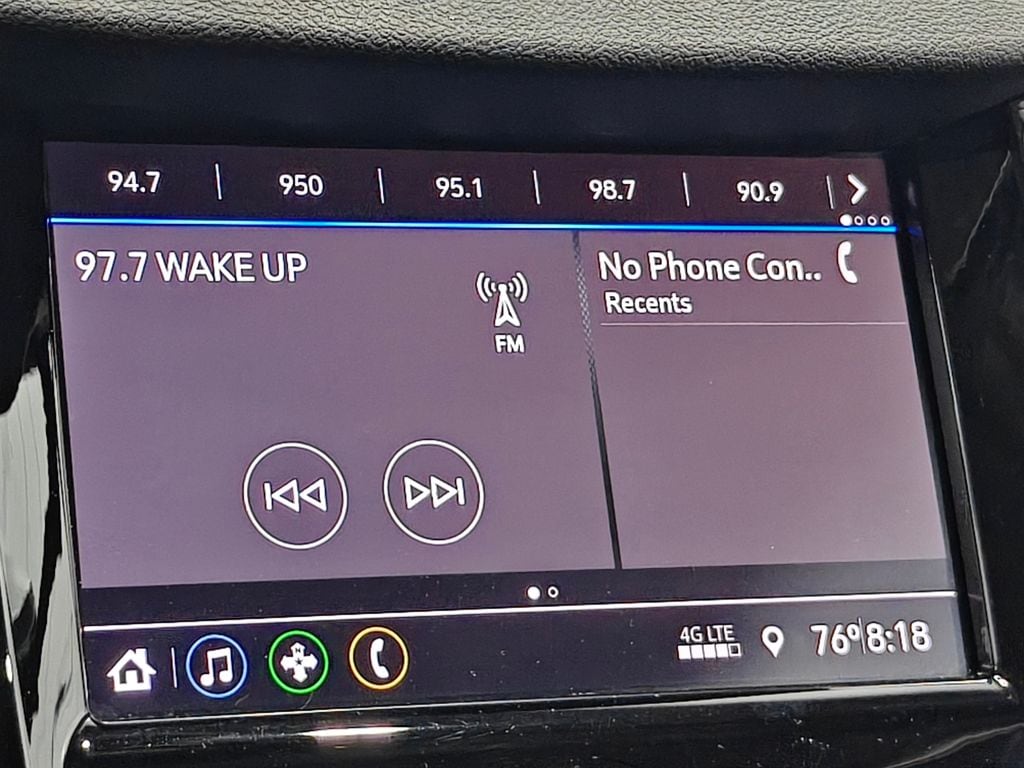 94.7 | 950 | 95.1 | 98.7 | 90.9 |
97.7 WAKE UP
FM
No Phone Con..
Recents
4G LTE
76° 8:18